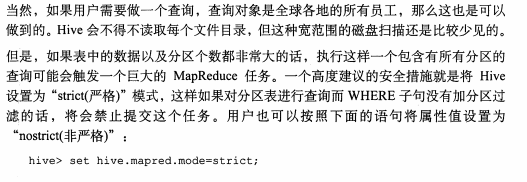 当然，如果用户需要做一个查询，查询对象是全球各地的所有员工，那么这也是可以
做到的。Hive 会不得不读取每个文件目录，但这种宽范围的磁盘扫描还是比较少见的。
但是，如果表中的数据以及分区个数都非常大的话，执行这样一个包含有所有分区的
查询可能会触发一个巨大的 MapReduce 任务。一个高度建议的安全措施就是将 Hive
设置为“strict(严格)”模式，这样如果对分区表进行查询而 WHERE 子句没有加分区过
滤的话，将会禁止提交这个任务。用户也可以按照下面的语句将属性值设置为
“nostrict(非严格)”：
hive> set hive.mapred.mode=strict;